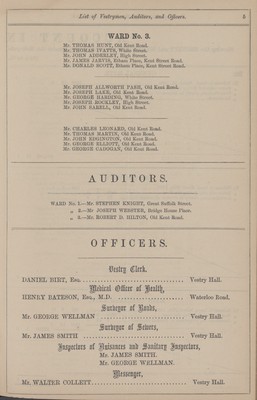 List of Vestrymen, Auditors, and Officers. 5
WARD No. 3.
Mr. THOMAS HUNT, Old Kent Road.
Mr. THOMAS IVATTS, White Street.
Mr. JOHN ADDERLEY, High Street.
Mr. JAMES JARVIS, Etham Place, Kent Street Road.
Mr. DONALD SCOTT, Etham Place, Kent Street Road.
Mr. JOSEPH ALLWORTH PASK, Old Kent Road.
Mr. JOSEPH LAKE, Old Kent Road.
Mr. GEORGE HARDING, White Street.
Mr. JOSEPH ROCKLEY, High Street.
Mr. JOHN SABELL, Old Kent Road.
Mr. CHARLES LEONARD, Old Kent Road.
Mr. THOMAS MARTIN, Old Kent Road.
Mr. JOHN EDGINGTON, Old Kent Road.
Mr. GEORGE ELLIOTT, Old Kent Road.
Mr. GEORGE CADOGAN, Old Kent Road.
AUDITORS.
WARD No. 1.—Mr. STEPHEN KNIGHT, Great Suffolk Street.
„ 2.—Mr JOSEPH WEBSTER, Bridge House Place.
„ 3.—Mr. ROBERT D. HILTON, Old Kent Road.
OFFICERS.
Vestry Clerk.
DANIEL BIRT, Esq. ........ Vestry Hall.
Medical Officer of Health,
HENRY BATESON, Esq., M.D. ........ Waterloo Road.
Surveyor of Roads,
Mr. GEORGE WELLMAN ........ Vestry Hall.
Surveyor of Sewers,
Mr. JAMES SMITH ........ Vestry Hall.
Inspectors of Nuisances and Sanitary Inspectors,
Mr. JAMES SMITH.
Mr. GEORGE WELLMAN.
Messenger,
Mr. WALTER COLLETT ........ Vestry Hall.